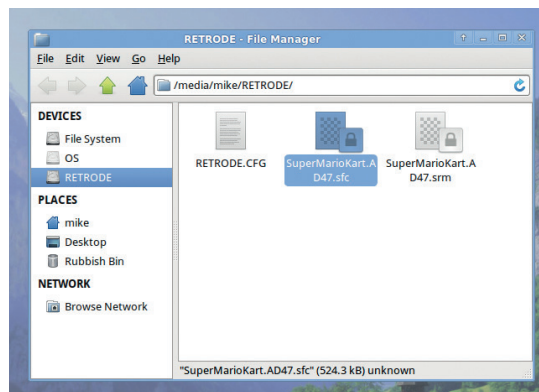 RETRODE - File Manager
File Edit View Go Help
/media/mike/RETRODE/
DEVICES
File System
OS
RETRODE
PLACES
mike
Desktop
Rubbish Bin
NETWORK
Browse Network
RETRODE.CFG
SuperMarioKart.A
D47.sfc
SuperMarioKart.A
D47.srm
"SuperMarioKart.AD47.sfc" (524.3 kB) unknown